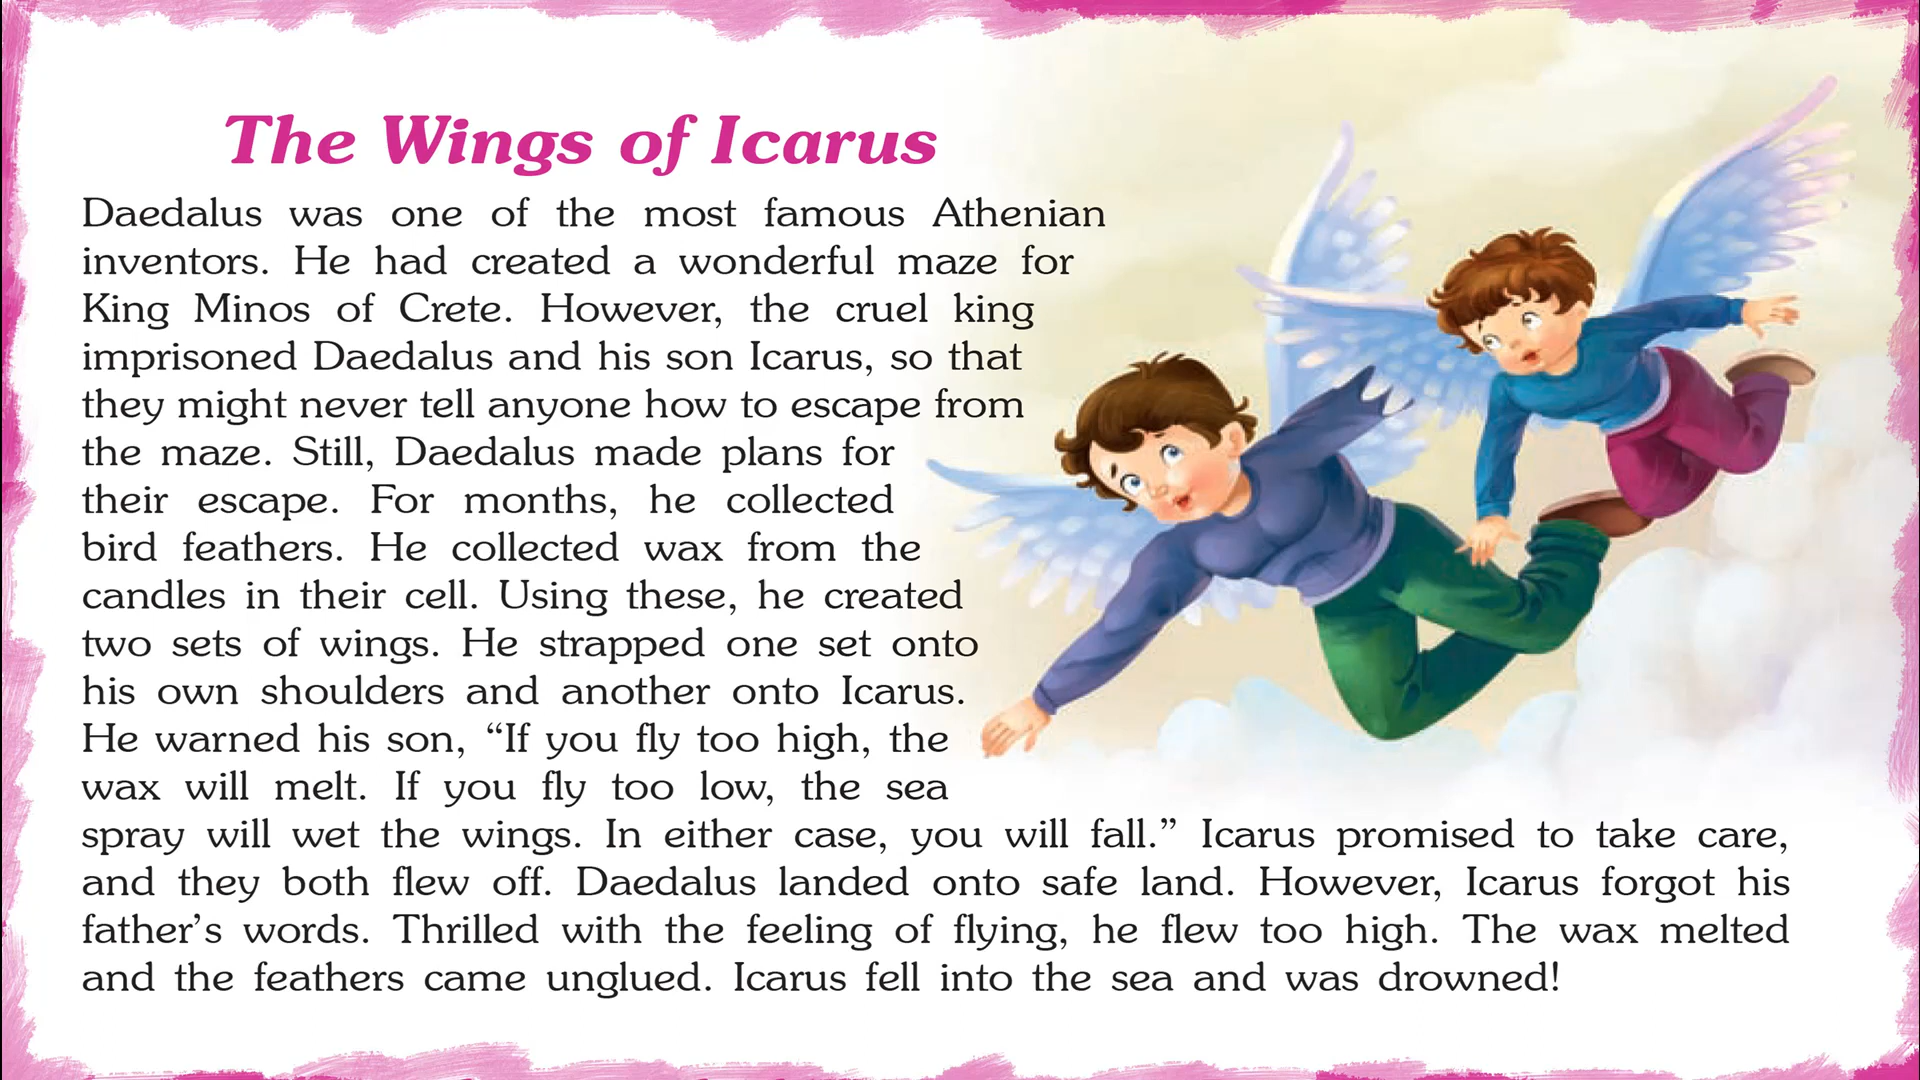 The Wings of Icarus
Daedalus was one of the most famous Athenian
inventors. He had created a wonderful maze for
King Minos of Crete. However, the cruel king
imprisoned Daedalus and his son Icarus, so that
they might never tell anyone how to escape from
the maze. Still, Daedalus made plans for
their escape. For months, he collected
bird feathers. He collected wax from the
candles in their cell. Using these, he created
two sets of wings. He strapped one set onto
his own shoulders and another onto Icarus.
He warned his son, “If you fly too high, the
wax will melt. If you fly too low, the sea
spray will wet the wings. In either case, you will fall.” Icarus promised to take care,
and they both flew off. Daedalus landed onto safe land. However, Icarus forgot his
father’s words. Thrilled with the feeling of flying, he flew too high. The wax melted
and the feathers came unglued. Icarus fell into the sea and was drowned!